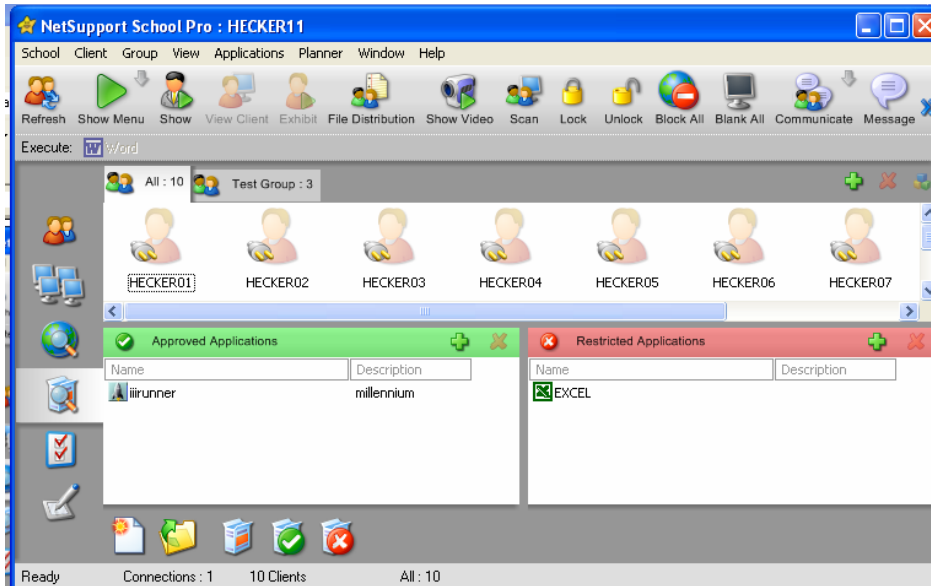 NetSupport School Pro : HECKER11
School Client Group View Applications Planner Window Help
Refresh Show Menu Show View Client Exhibit File Distribution Show Video Scan Lock Unlock Block All Blank All Communicate Message
Execute: W Word
All : 10 Test Group : 3
HECKER01 HECKER02 HECKER03 HECKER04 HECKER05 HECKER06 HECKER07
Approved Applications Restricted Applications
Name Description Name Description
iiirunner millennium EXCEL
Ready Connections : 1 10 Clients All : 10